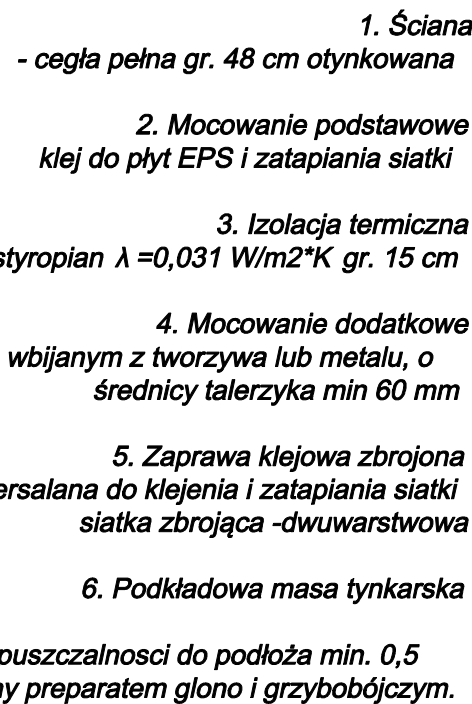 1. Ściana
- cegła pełna gr. 48 cm otynkowana
2. Mocowanie podstawowe
klej do płyt EPS i zatapiania siatki
3. Izolacja termiczna
styropian λ =0,031 W/m2*K gr. 15 cm
4. Mocowanie dodatkowe
wbijanym z tworzywa lub metalu, o
średnicy talerzyka min 60 mm
5. Zaprawa klejowa zbrojona
ersalana do klejenia i zatapiania siatki
siatka zbrojąca -dwuwarstwowa
6. Podkładowa masa tynkarska
puszczalnosci do podłoża min. 0,5
ny preparatem glono i grzybobójczym.